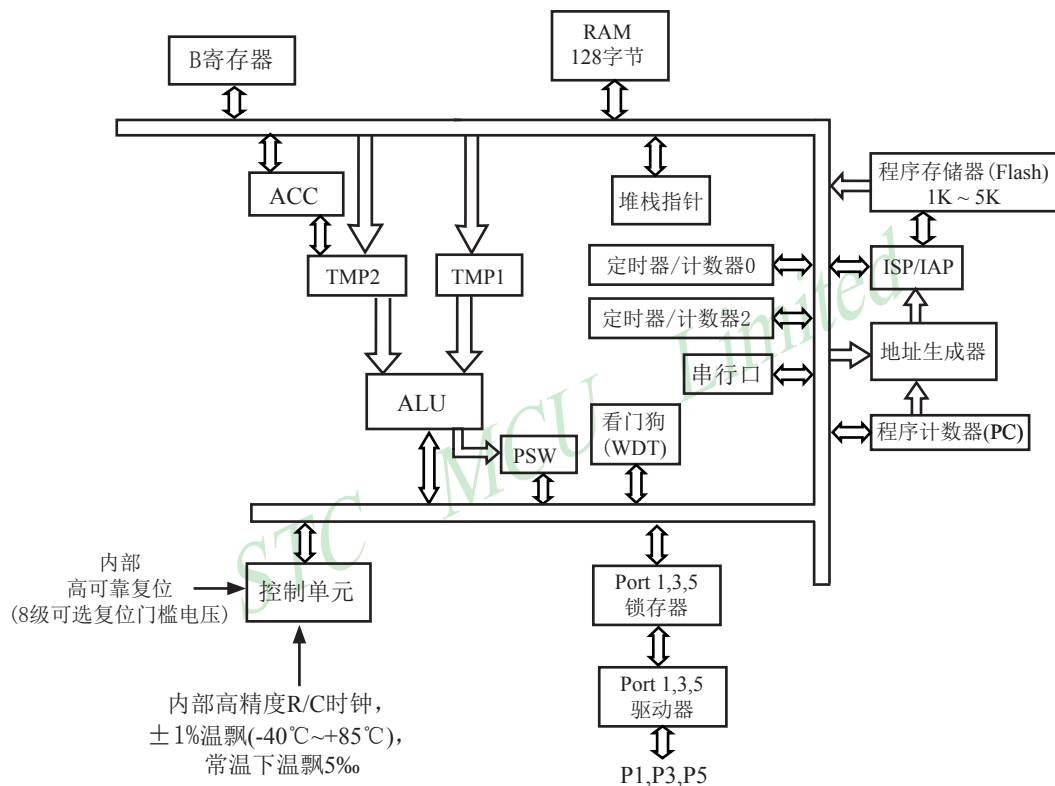 B寄存器
RAM
128字节
ACC
堆栈指针
程序存储器(Flash)
1K ~ 5K
TMP2
TMP1
定时器/计数器0
ISP/IAP
定时器/计数器2
地址生成器
串行口
ALU
看门狗
(WDT)
程序计数器(PC)
PSW
STC MCU Limited
内部
高可靠复位
(8级可选复位门槛电压)
控制单元
Port 1,3,5
锁存器
内部高精度R/C时钟，
±1%温飘(-40℃~+85℃)，
常温下温飘5‰
Port 1,3,5
驱动器
P1,P3,P5